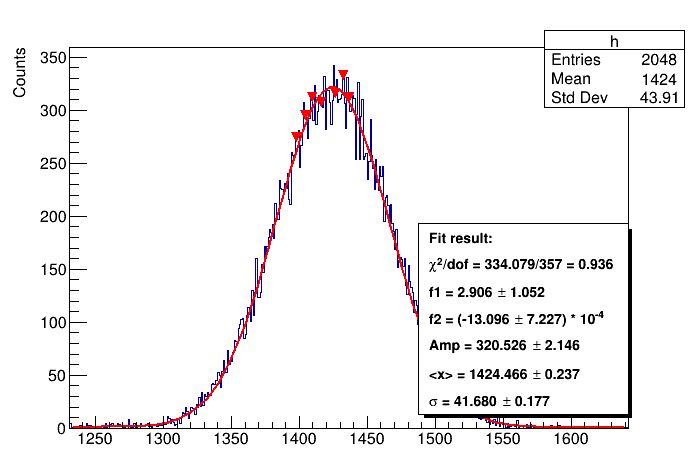 h
Entries 2048
Mean 1424
Std Dev 43.91
Counts
350
300
250
200
150
100
50
0
1250 1300 1350 1400 1450 1500 1550 1600
Fit result:
χ²/dof = 334.079/357 = 0.936
f1 = 2.906 ± 1.052
f2 = (-13.096 ± 7.227) * 10⁻⁴
Amp = 320.526 ± 2.146
<x> = 1424.466 ± 0.237
σ = 41.680 ± 0.177